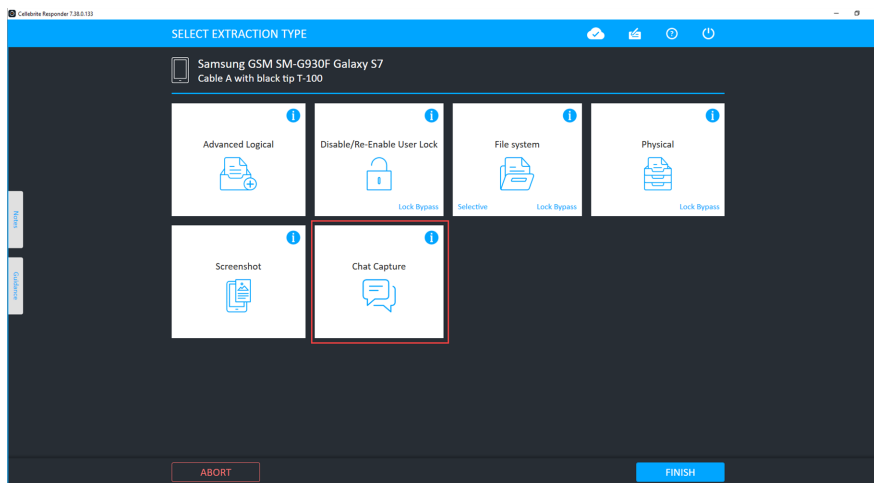 Cellebrite Responder 7.38.0.133
SELECT EXTRACTION TYPE
Samsung GSM SM-G930F Galaxy S7
Cable A with black tip T-100
Advanced Logical
Disable/Re-Enable User Lock
Lock Bypass
File system
Selective
Lock Bypass
Physical
Lock Bypass
Screenshot
Chat Capture
Notes
Guidance
ABORT
FINISH